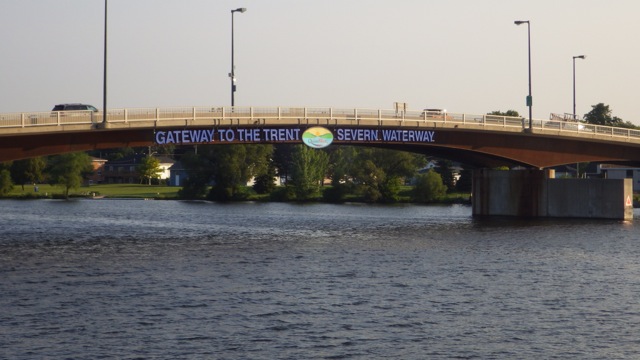 GATEWAY TO THE TRENT SEVERN WATERWAY